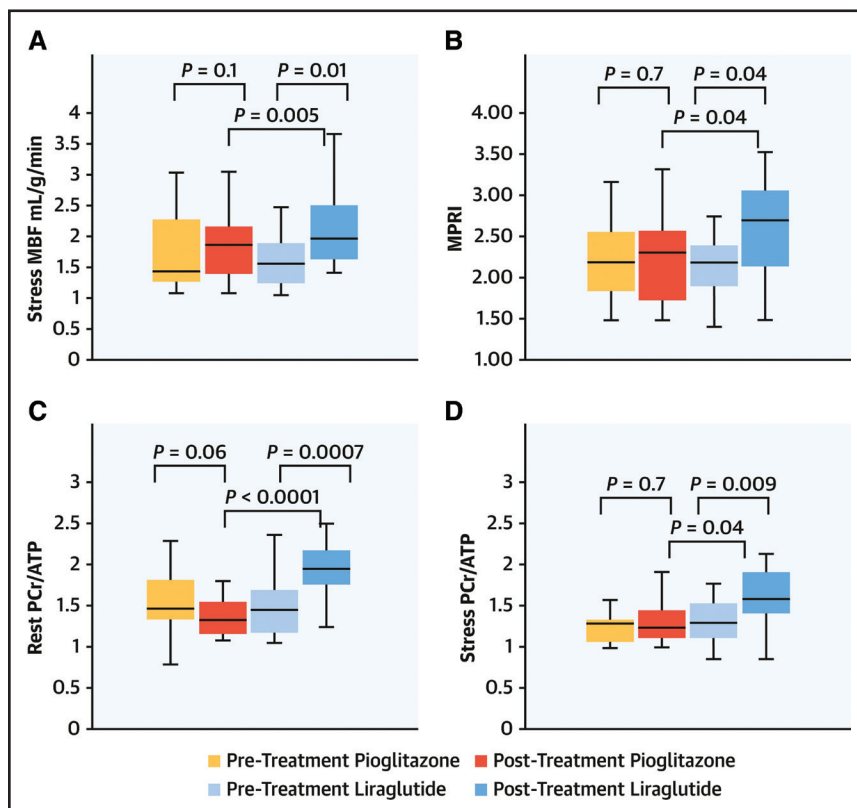 A
P = 0.1
P = 0.01
P = 0.005
Stress MBF mL/g/min
4
3.5
3
2.5
2
1.5
1
0.5
0
B
P = 0.7
P = 0.04
P = 0.04
MPRI
4.00
3.50
3.00
2.50
2.00
1.50
1.00
C
P = 0.06
P = 0.0007
P < 0.0001
Rest PCr/ATP
3
2.5
2
1.5
1
0.5
0
D
P = 0.7
P = 0.009
P = 0.04
Stress PCr/ATP
3
2.5
2
1.5
1
0.5
0
Pre-Treatment Pioglitazone
Post-Treatment Pioglitazone
Pre-Treatment Liraglutide
Post-Treatment Liraglutide